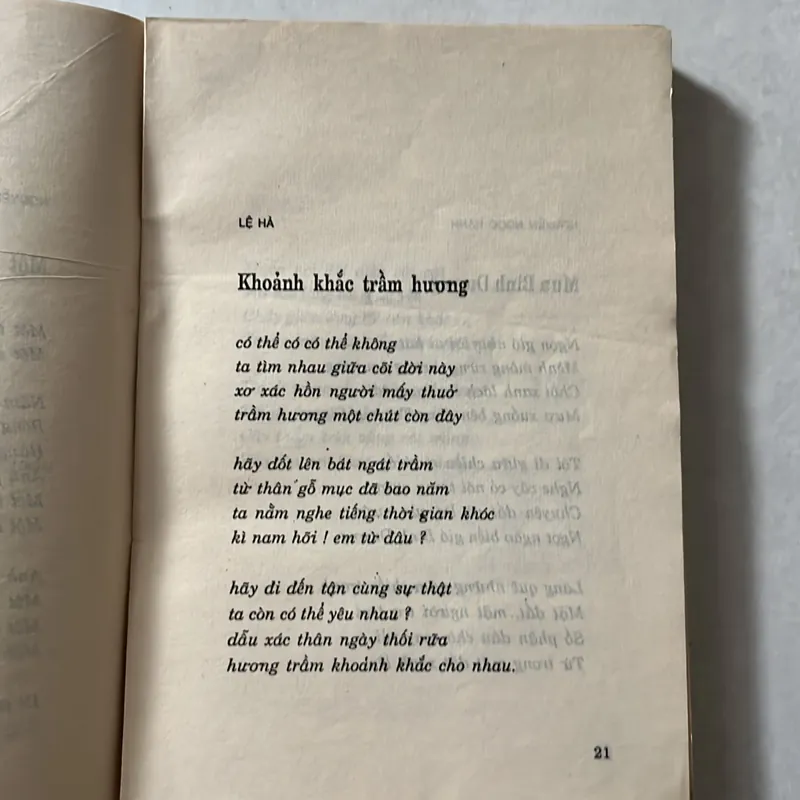 LỆ HÀ
Khoảnh khắc trầm hương
có thể có có thể không
ta tìm nhau giữa cõi đời này
xơ xác hồn người mấy thuở
trầm hương một chút còn đây
hãy đốt lên bát ngát trầm
từ thân gỗ mục đã bao năm
ta nằm nghe tiếng thời gian khóc
kì nam hỡi ! em từ đâu ?
hãy đi đến tận cùng sự thật
ta còn có thể yêu nhau ?
dẫu xác thân ngày thối rữa
hương trầm khoảnh khắc cho nhau.
21